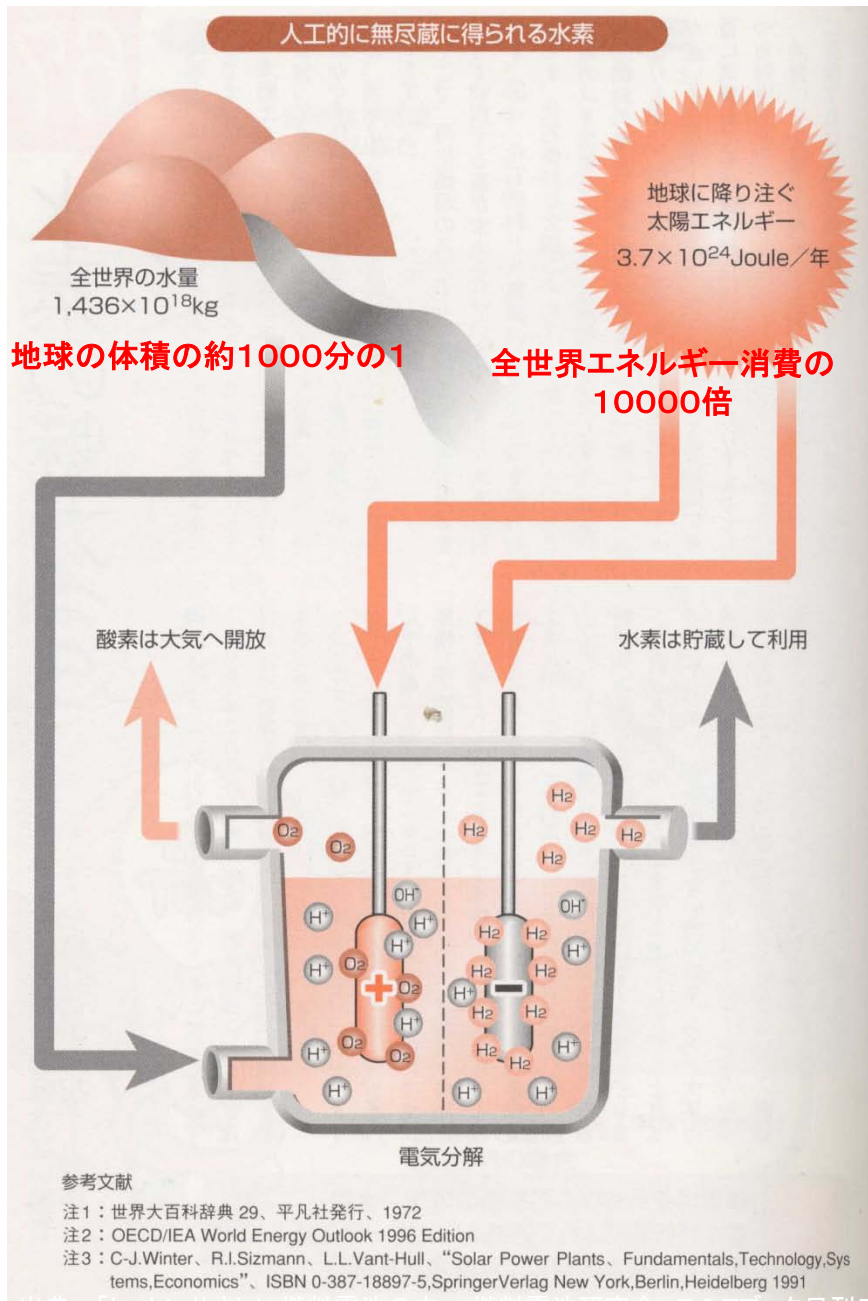 人工的に無尽蔵に得られる水素
全世界の水量
1,436×10¹⁸kg
地球の体積の約1000分の1
地球に降り注ぐ
太陽エネルギー
3.7×10²⁴Joule／年
全世界エネルギー消費の
10000倍
酸素は大気へ開放
水素は貯蔵して利用
O2
O2
H2
H2
H2
H2
H2
H⁺
OH⁻
H⁺
H⁺
H⁺
O2
O2
H⁺
H⁺
O2
O2
H⁺
+
OH⁻
H2
H2
H⁺
H2
H2
H⁺
H2
H2
H⁺
H2
H2
H2
H⁺
H⁺
H⁺
−
電気分解
参考文献
注1：世界大百科辞典 29、平凡社発行、1972
注2：OECD/IEA World Energy Outlook 1996 Edition
注3：C-J.Winter、R.I.Sizmann、L.L.Vant-Hull、“Solar Power Plants、Fundamentals,Technology,Sys
tems,Economics”、ISBN 0-387-18897-5,SpringerVerlag New York,Berlin,Heidelberg 1991